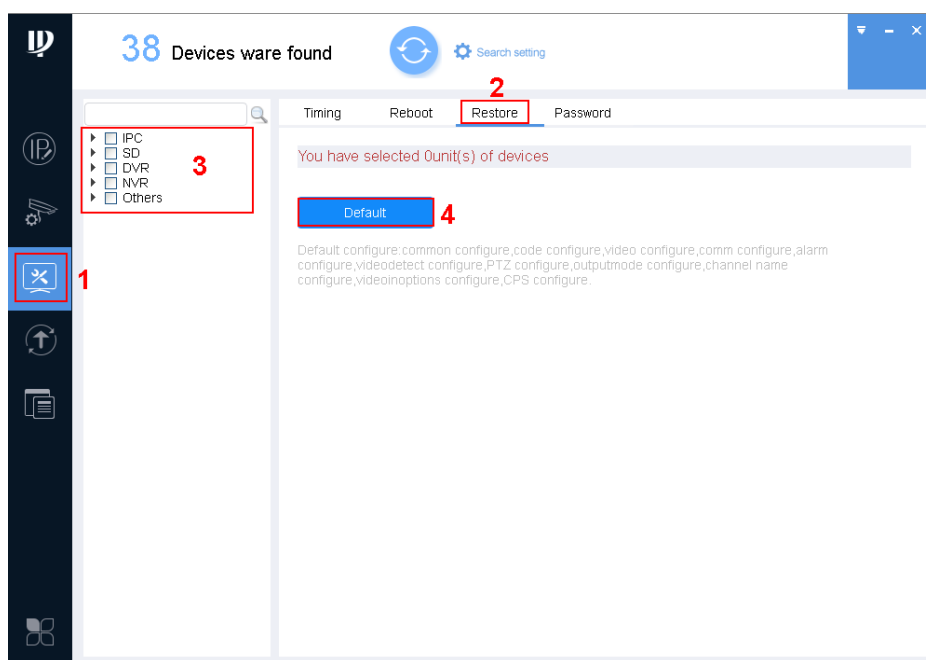 IP
38 Devices ware found
Search setting
2
Timing Reboot Restore Password
IP
IPC
SD
DVR
NVR
Others
3
You have selected 0unit(s) of devices
Default
4
Default configure:common configure,code configure,video configure,comm configure,alarm
configure,videodetect configure,PTZ configure,outputmode configure,channel name
configure,videoinoptions configure,CPS configure.
1